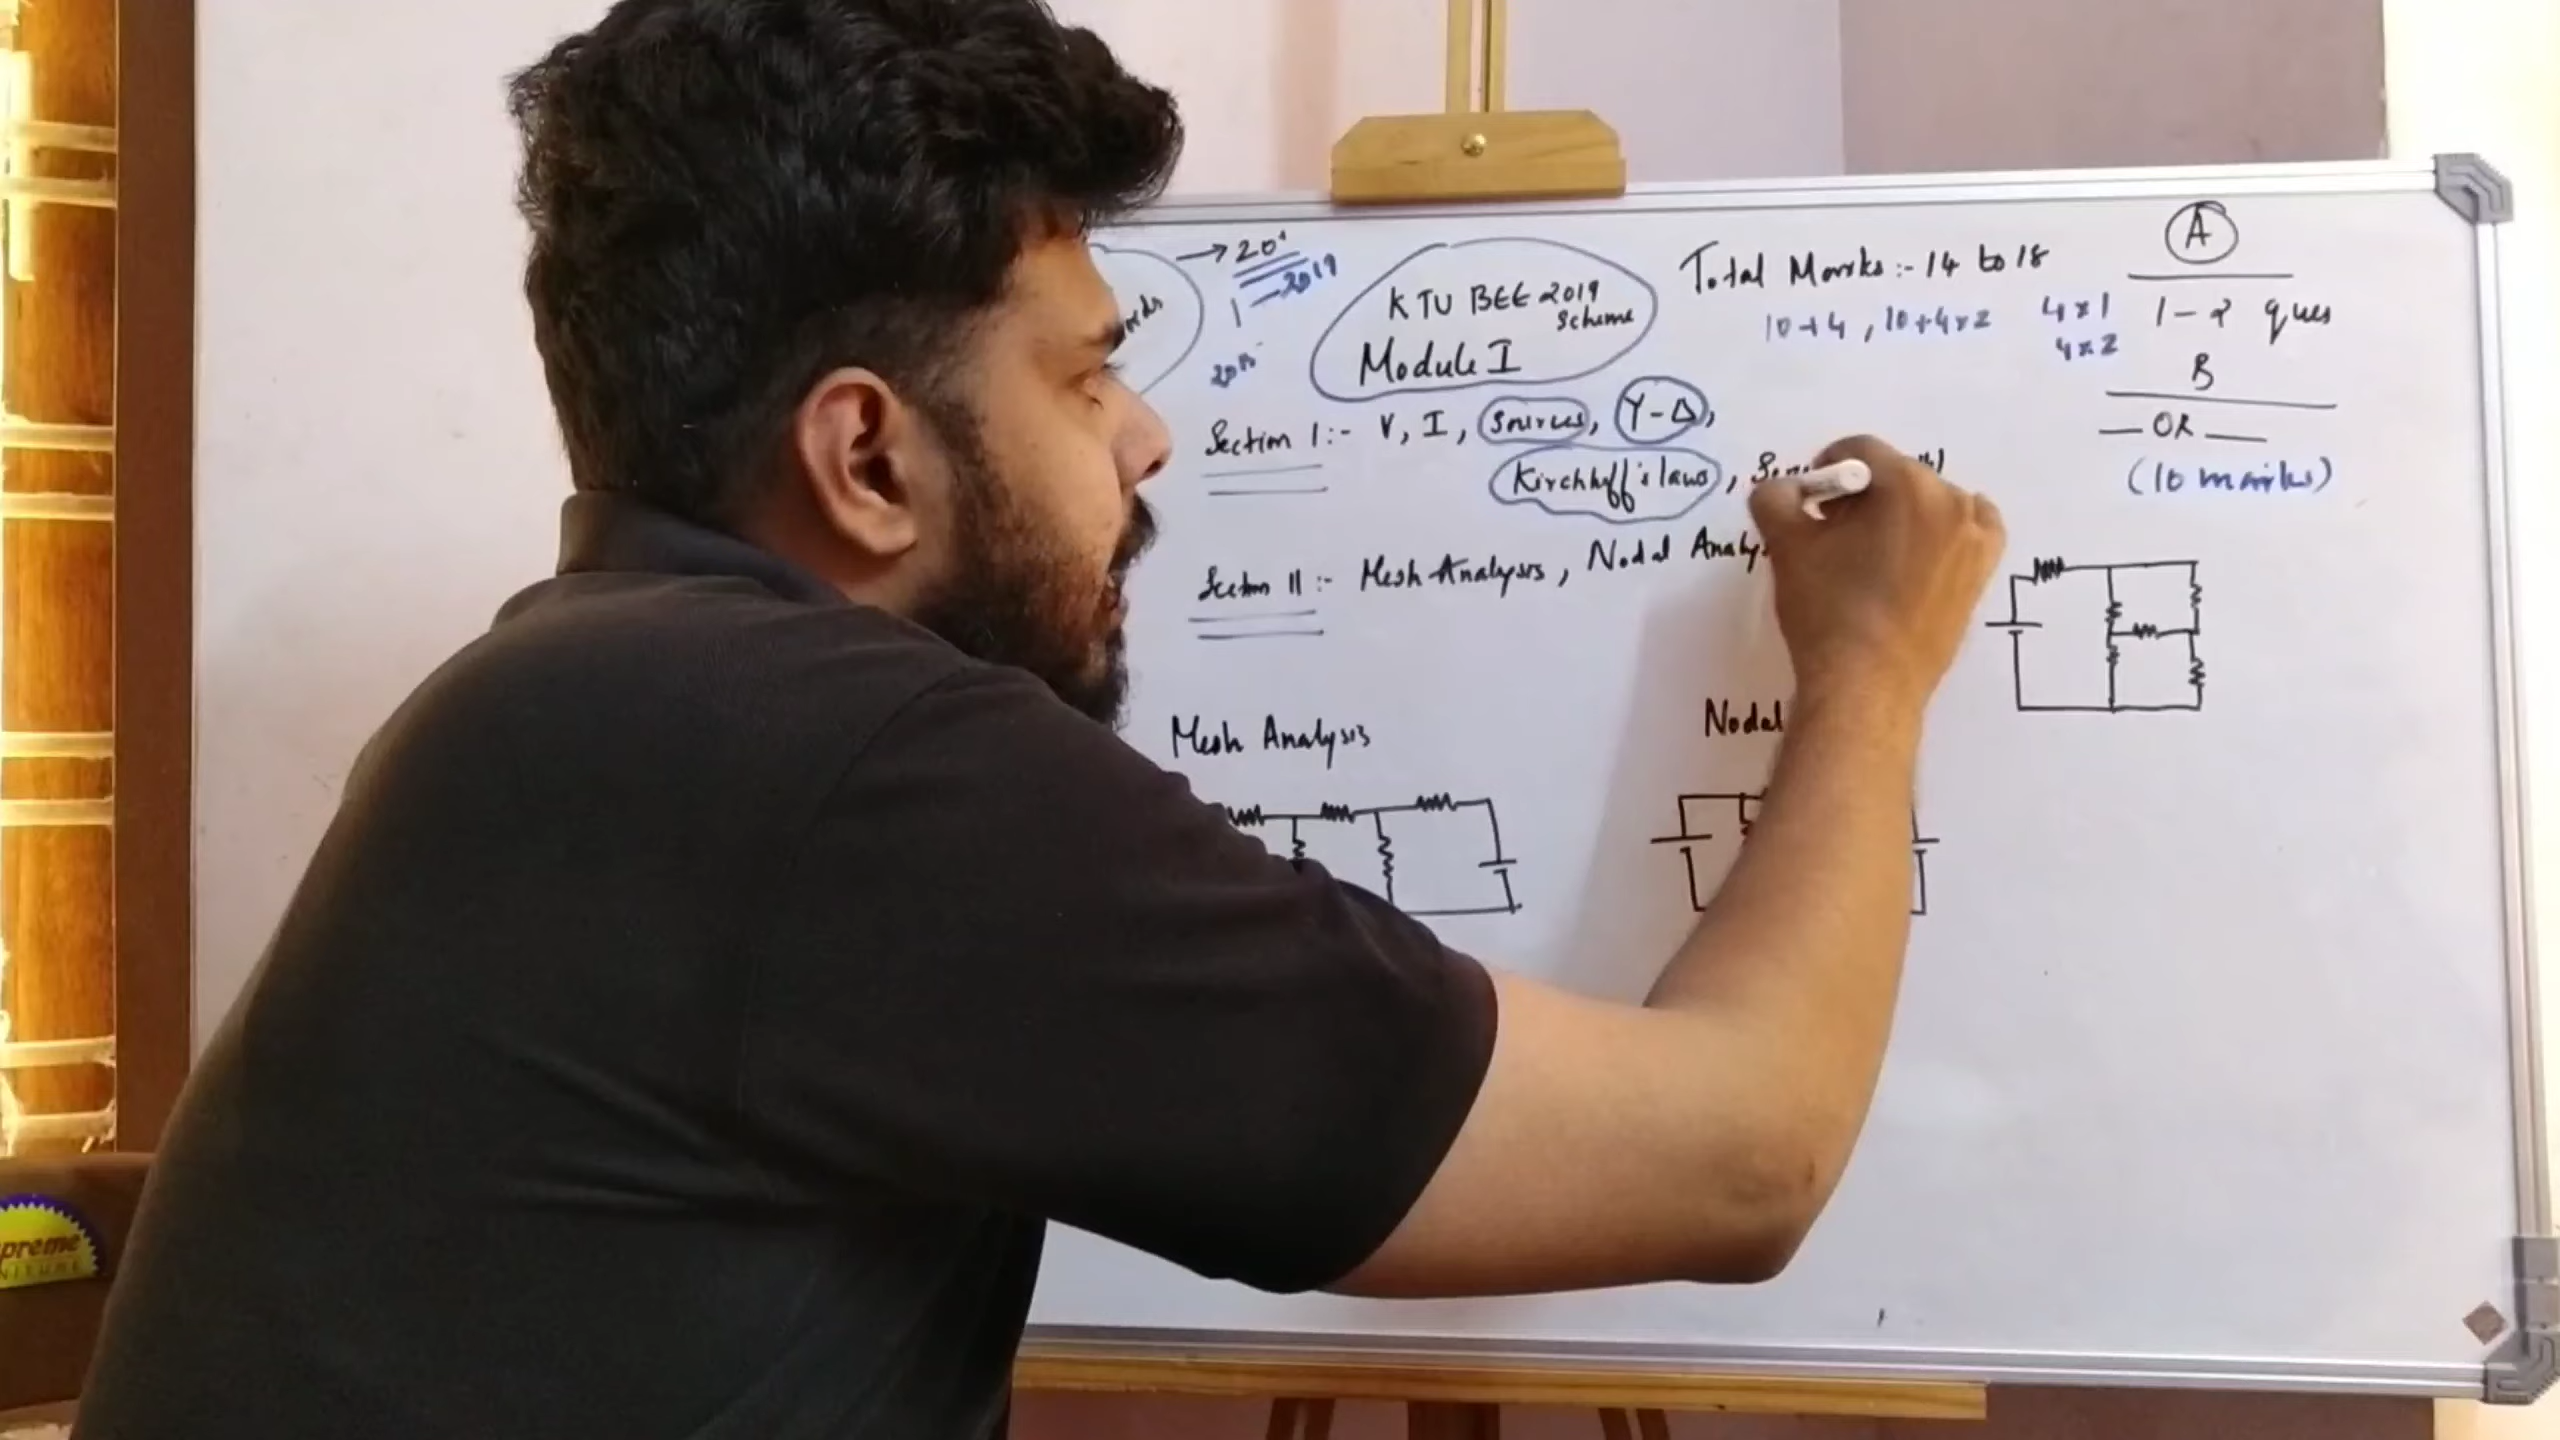 → 20
1 — 2019
KTU BEE 2019
Scheme
Module I
Total Marks :- 14 to 18
10+4, 10+4×2
4×1
4×2
A
1-2 ques
B
— OR —
(10 marks)
Section I :- V, I, Sources, Y-Δ,
Kirchhoff's laws,
Section II :- Mesh Analysis, Nodal
Mesh Analysis
Nodal
preme